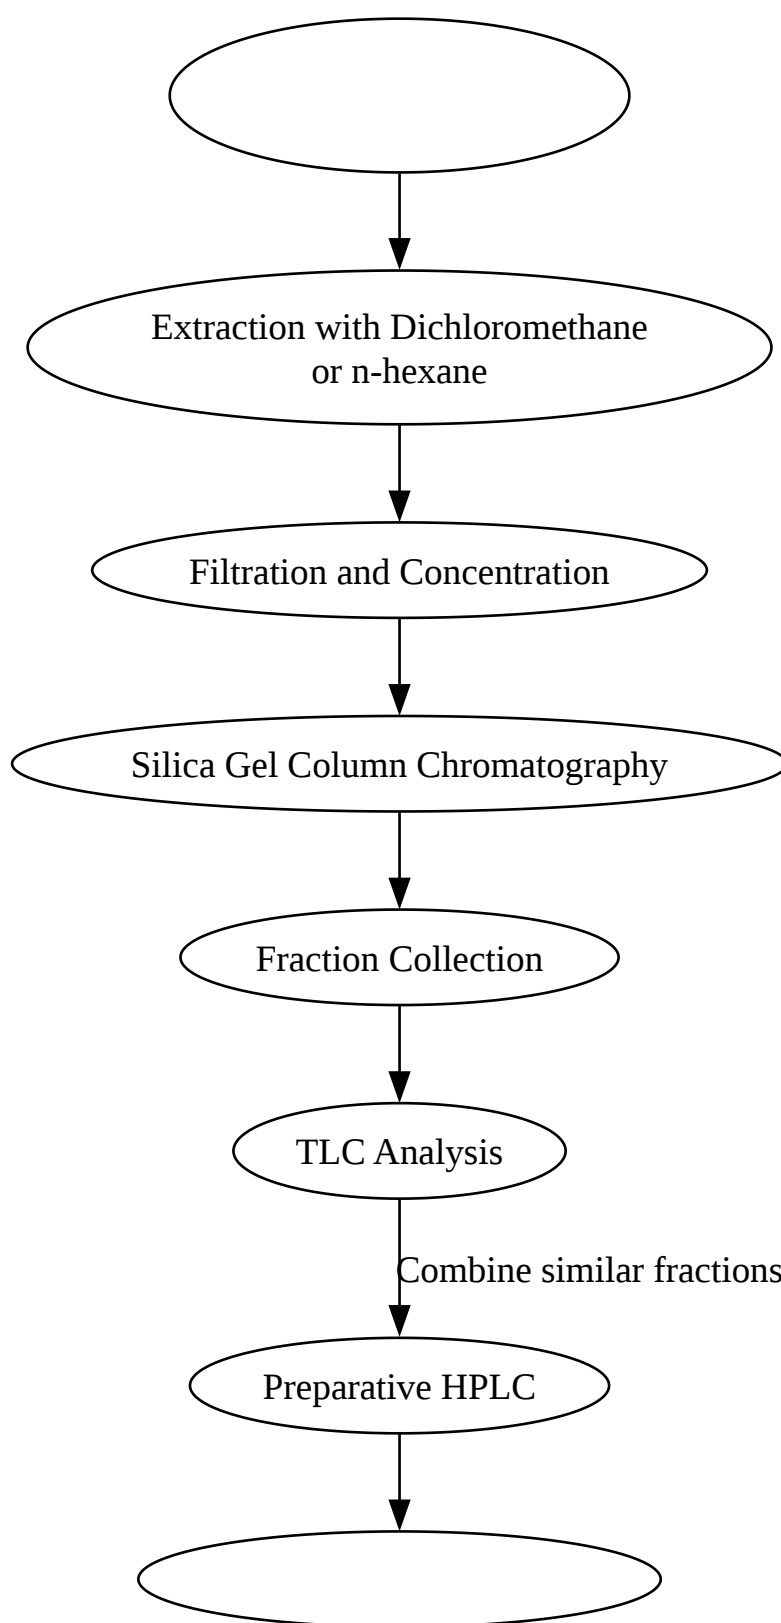 Extraction with Dichloromethane
or n-hexane
Filtration and Concentration
Silica Gel Column Chromatography
Fraction Collection
TLC Analysis
Combine similar fractions
Preparative HPLC